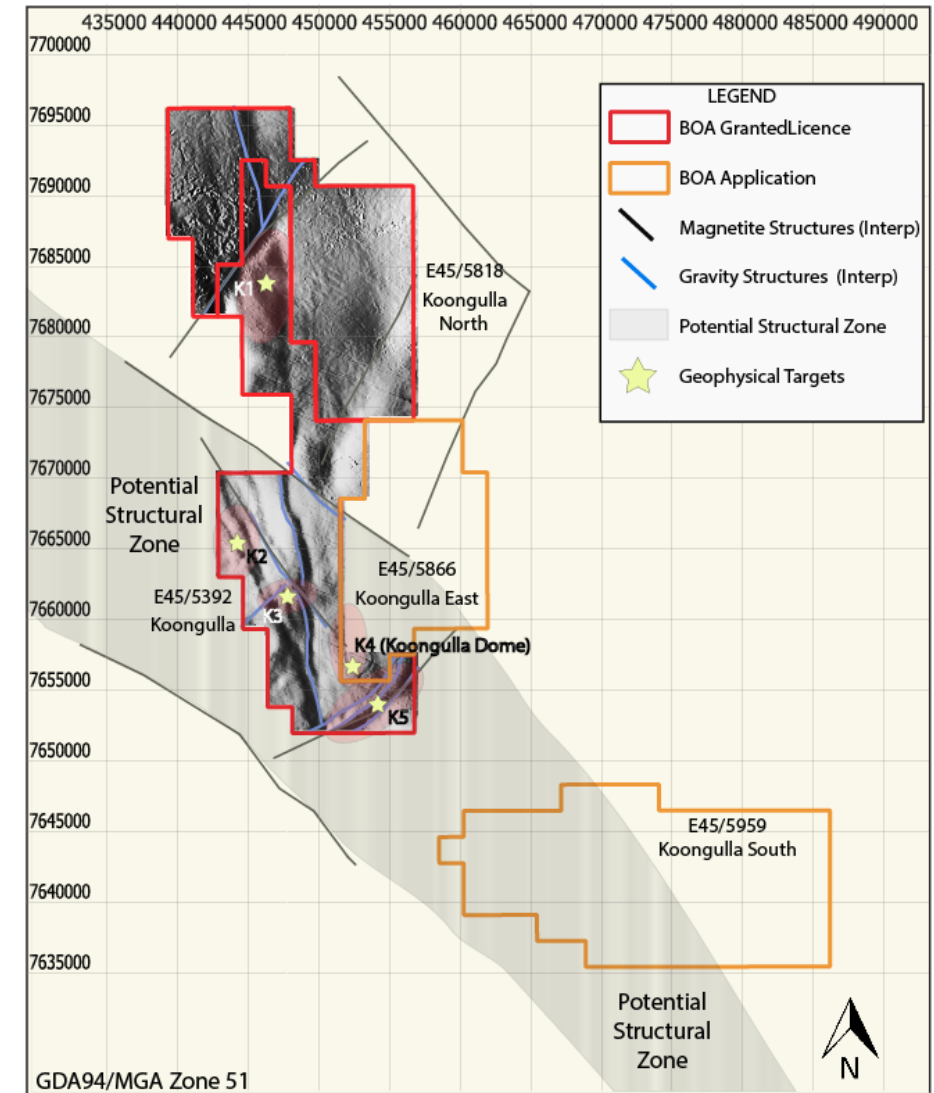 435000 440000 445000 450000 455000 460000 465000 470000 475000 480000 485000 490000
7700000
7695000
7690000
7685000
7680000
7675000
7670000
7665000
7660000
7655000
7650000
7645000
7640000
7635000
LEGEND
BOA GrantedLicence
BOA Application
Magnetite Structures (Interp)
Gravity Structures (Interp)
Potential Structural Zone
Geophysical Targets
E45/5818
Koongulla
North
K1
Potential
Structural
Zone
K2
E45/5392
Koongulla
K3
E45/5866
Koongulla East
K4 (Koongulla Dome)
K5
E45/5959
Koongulla South
Potential
Structural
Zone
N
GDA94/MGA Zone 51